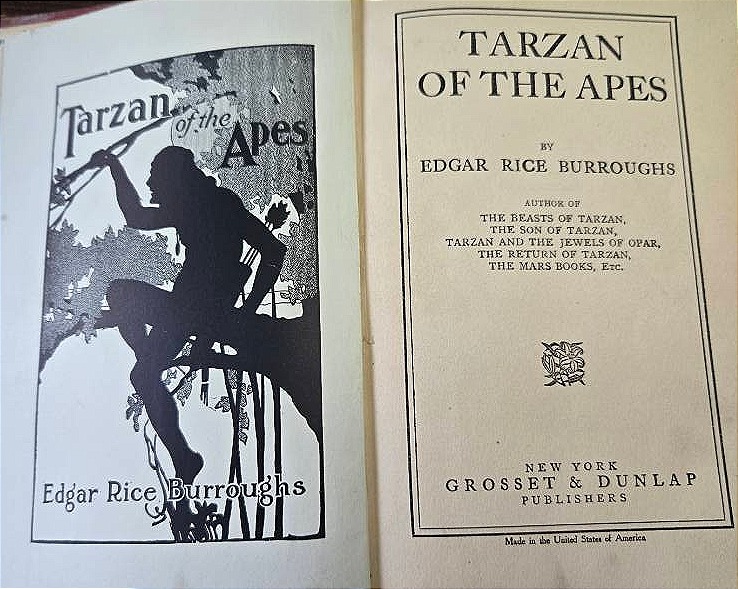 Tarzan
of the
Apes
Edgar Rice Burroughs
TARZAN
OF THE APES
BY
EDGAR RICE BURROUGHS
AUTHOR OF
THE BEASTS OF TARZAN,
THE SON OF TARZAN,
TARZAN AND THE JEWELS OF OPAR,
THE RETURN OF TARZAN,
THE MARS BOOKS, ETC.
NEW YORK
GROSSET & DUNLAP
PUBLISHERS
Made in the United States of America